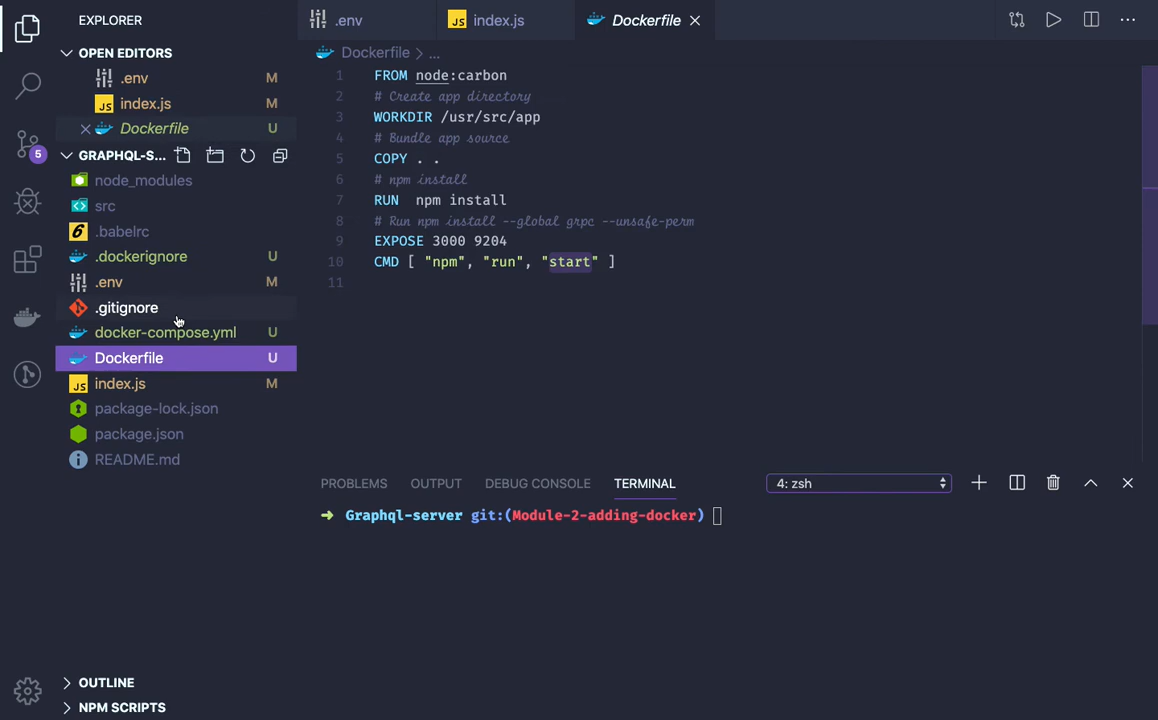 EXPLORER
OPEN EDITORS
.env M
JS index.js M
Dockerfile U
GRAPHQL-S...
node_modules
src
6 .babelrc
.dockerignore U
.env M
.gitignore
docker-compose.yml U
Dockerfile U
JS index.js M
package-lock.json
package.json
README.md
OUTLINE
NPM SCRIPTS
5
.env JS index.js Dockerfile
Dockerfile > ...
1 FROM node:carbon
2 # Create app directory
3 WORKDIR /usr/src/app
4 # Bundle app source
5 COPY . .
6 # npm install
7 RUN  npm install
8 # Run npm install --global grpc --unsafe-perm
9 EXPOSE 3000 9204
10 CMD [ "npm", "run", "start" ]
11
PROBLEMS OUTPUT DEBUG CONSOLE TERMINAL 4: zsh
➜ Graphql-server git:(Module-2-adding-docker)